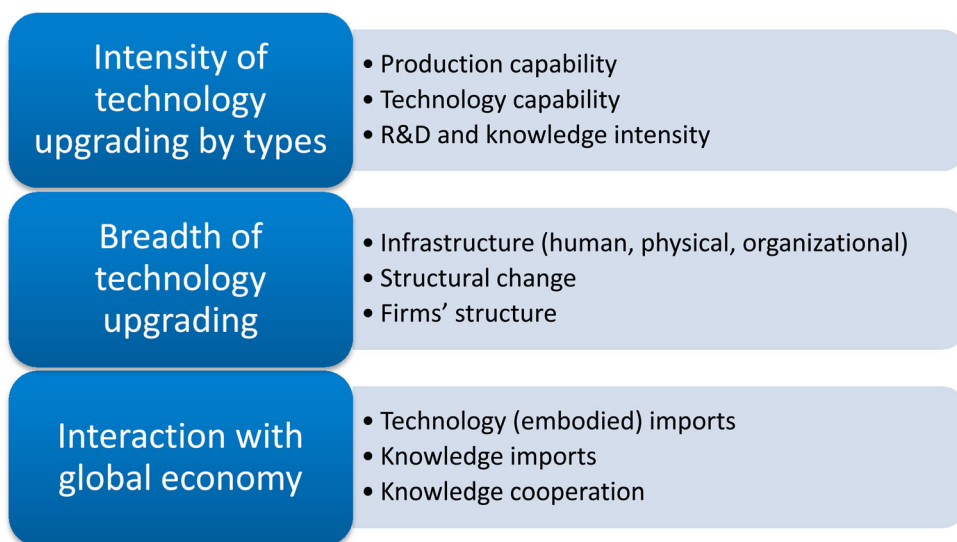 Intensity of
technology
upgrading by types
• Production capability
• Technology capability
• R&D and knowledge intensity
Breadth of
technology
upgrading
• Infrastructure (human, physical, organizational)
• Structural change
• Firms’ structure
Interaction with
global economy
• Technology (embodied) imports
• Knowledge imports
• Knowledge cooperation